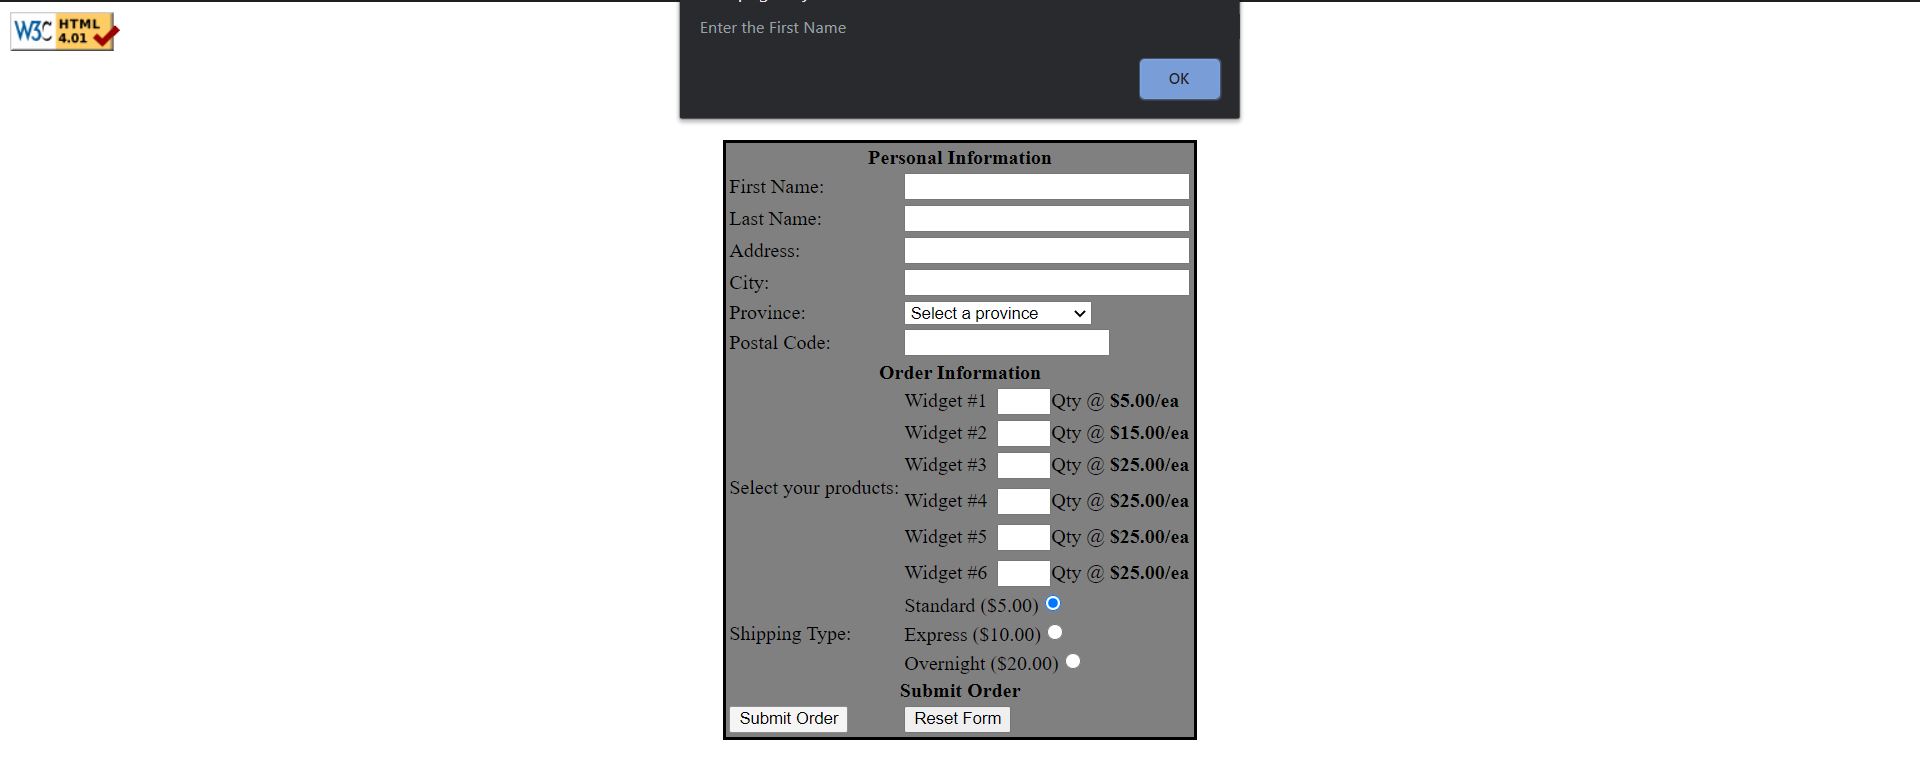 W3C HTML 4.01
Enter the First Name
OK
Personal Information
First Name:
Last Name:
Address:
City:
Province: Select a province
Postal Code:
Order Information
Select your products:
Widget #1 Qty @ $5.00/ea
Widget #2 Qty @ $15.00/ea
Widget #3 Qty @ $25.00/ea
Widget #4 Qty @ $25.00/ea
Widget #5 Qty @ $25.00/ea
Widget #6 Qty @ $25.00/ea
Shipping Type:
Standard ($5.00)
Express ($10.00)
Overnight ($20.00)
Submit Order
Submit Order Reset Form